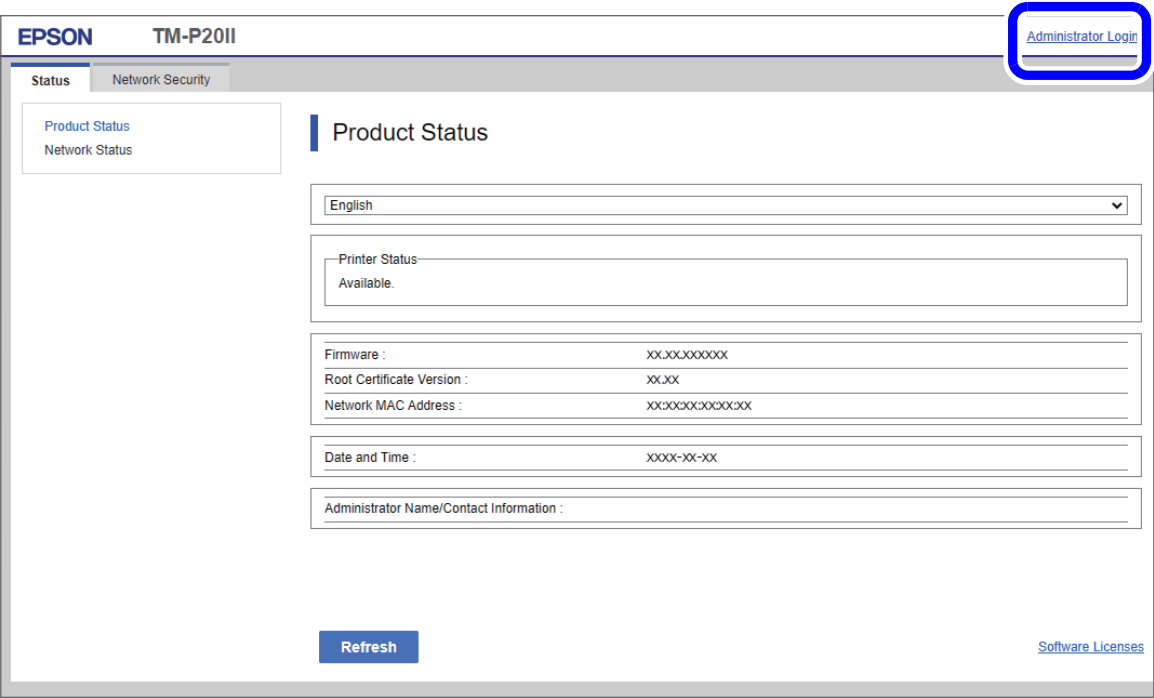 EPSON TM-P20II Administrator Login
Status Network Security
Product Status
Network Status
Product Status
English
Printer Status
Available.
Firmware : XX.XX.XXXXXX
Root Certificate Version : XX.XX
Network MAC Address : XX:XX:XX:XX:XX:XX
Date and Time : XXXX-XX-XX
Administrator Name/Contact Information :
Refresh Software Licenses